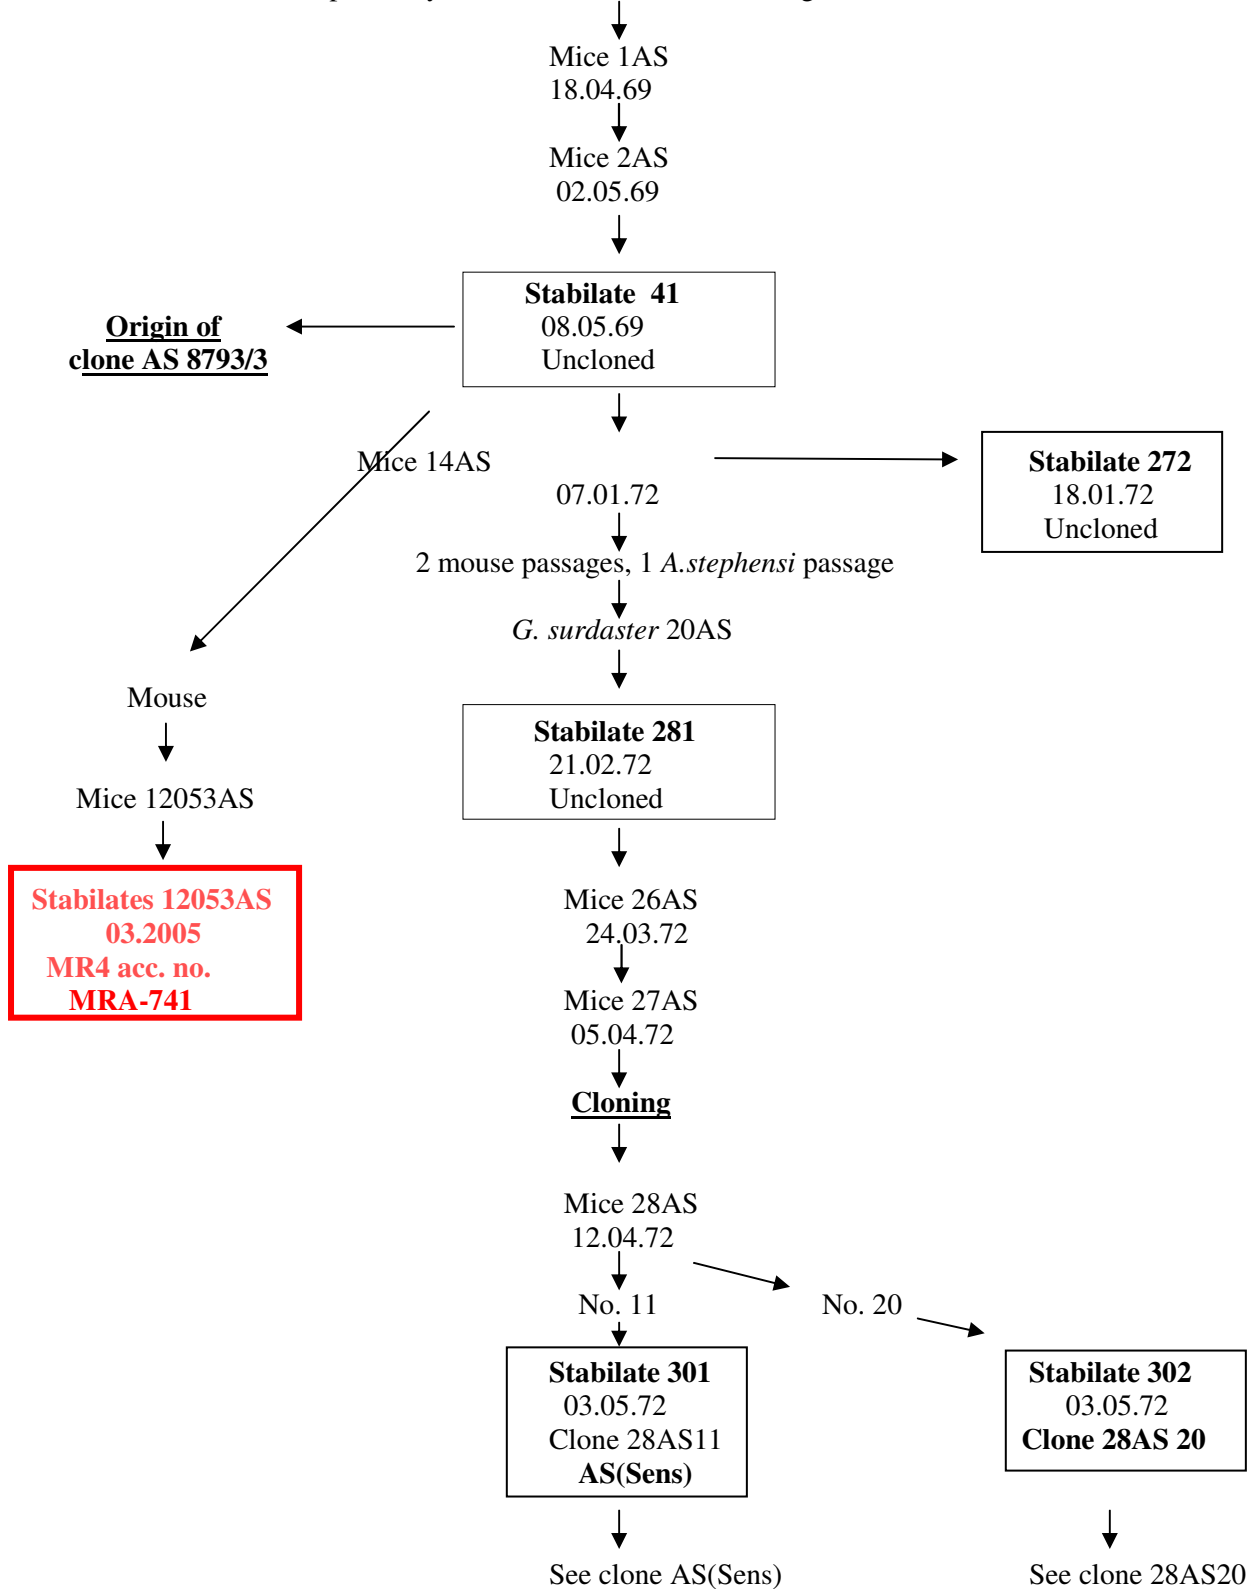 Mice 1AS
18.04.69
Mice 2AS
02.05.69
Stabilate 41
08.05.69
Uncloned
Origin of
clone AS 8793/3
Mice 14AS
07.01.72
Stabilate 272
18.01.72
Uncloned
2 mouse passages, 1 A.stephensi passage
G. surdaster 20AS
Mouse
Mice 12053AS
Stabilates 12053AS
03.2005
MR4 acc. no.
MRA-741
Stabilate 281
21.02.72
Uncloned
Mice 26AS
24.03.72
Mice 27AS
05.04.72
Cloning
Mice 28AS
12.04.72
No. 11
No. 20
Stabilate 301
03.05.72
Clone 28AS11
AS(Sens)
Stabilate 302
03.05.72
Clone 28AS 20
See clone AS(Sens)
See clone 28AS20